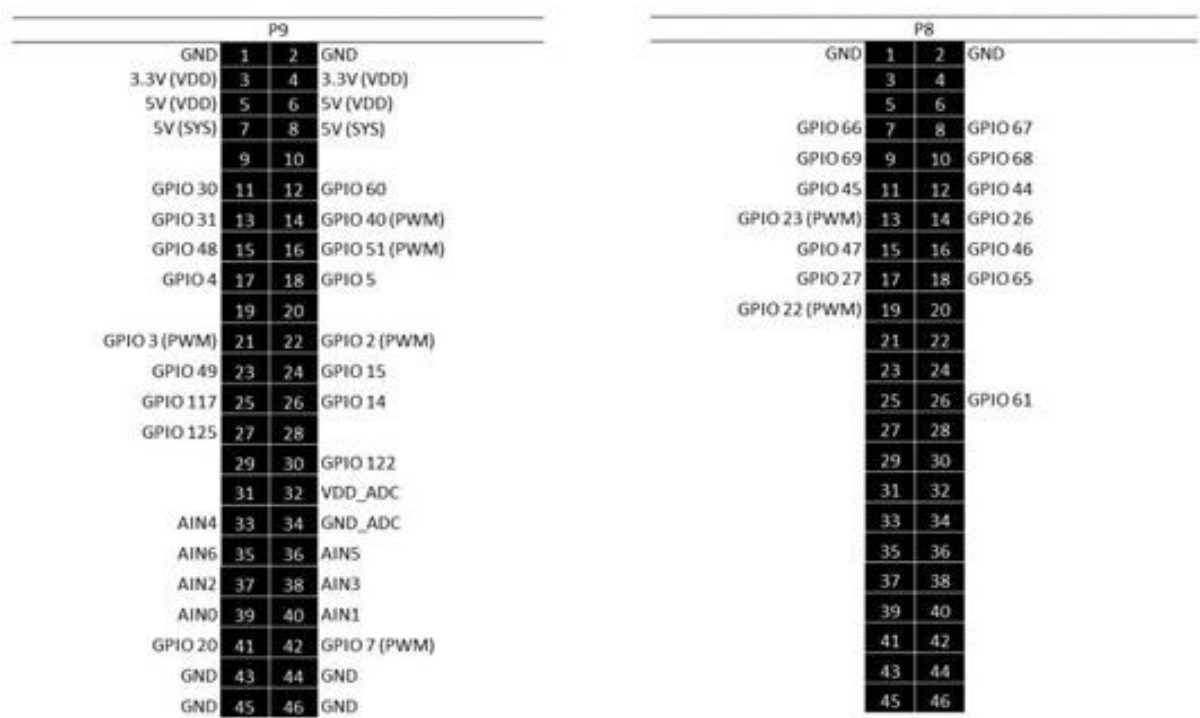 P9
GND 1 2 GND
3.3V (VDD) 3 4 3.3V (VDD)
5V (VDD) 5 6 5V (VDD)
5V (SYS) 7 8 5V (SYS)
9 10
GPIO 30 11 12 GPIO 60
GPIO 31 13 14 GPIO 40 (PWM)
GPIO 48 15 16 GPIO 51 (PWM)
GPIO 4 17 18 GPIO 5
19 20
GPIO 3 (PWM) 21 22 GPIO 2 (PWM)
GPIO 49 23 24 GPIO 15
GPIO 117 25 26 GPIO 14
GPIO 125 27 28
29 30 GPIO 122
31 32 VDD_ADC
AIN4 33 34 GND_ADC
AIN6 35 36 AIN5
AIN2 37 38 AIN3
AIN0 39 40 AIN1
GPIO 20 41 42 GPIO 7 (PWM)
GND 43 44 GND
GND 45 46 GND
P8
GND 1 2 GND
3 4
5 6
GPIO 66 7 8 GPIO 67
GPIO 69 9 10 GPIO 68
GPIO 45 11 12 GPIO 44
GPIO 23 (PWM) 13 14 GPIO 26
GPIO 47 15 16 GPIO 46
GPIO 27 17 18 GPIO 65
GPIO 22 (PWM) 19 20
21 22
23 24
25 26 GPIO 61
27 28
29 30
31 32
33 34
35 36
37 38
39 40
41 42
43 44
45 46